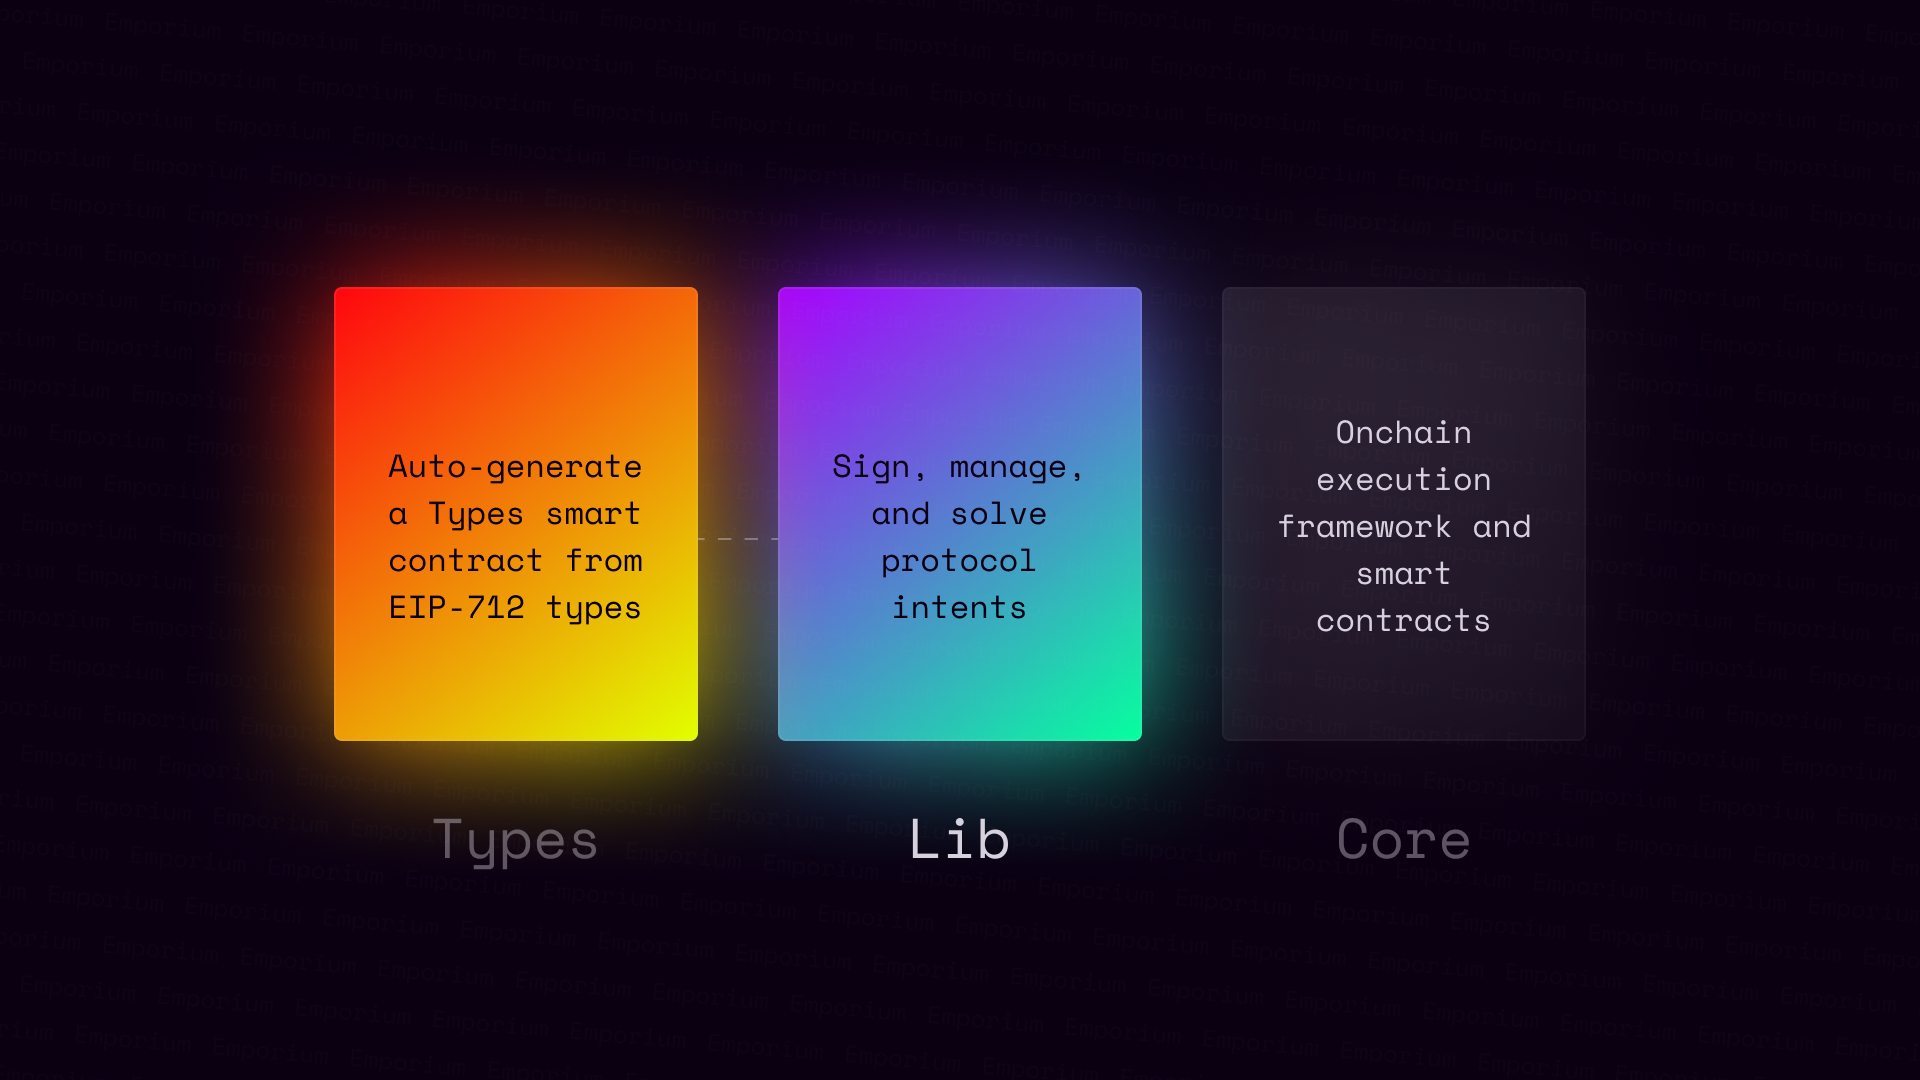 Auto-generate
a Types smart
contract from
EIP-712 types
Sign, manage,
and solve
protocol
intents
Onchain
execution
framework and
smart
contracts
Types
Lib
Core
Emporium